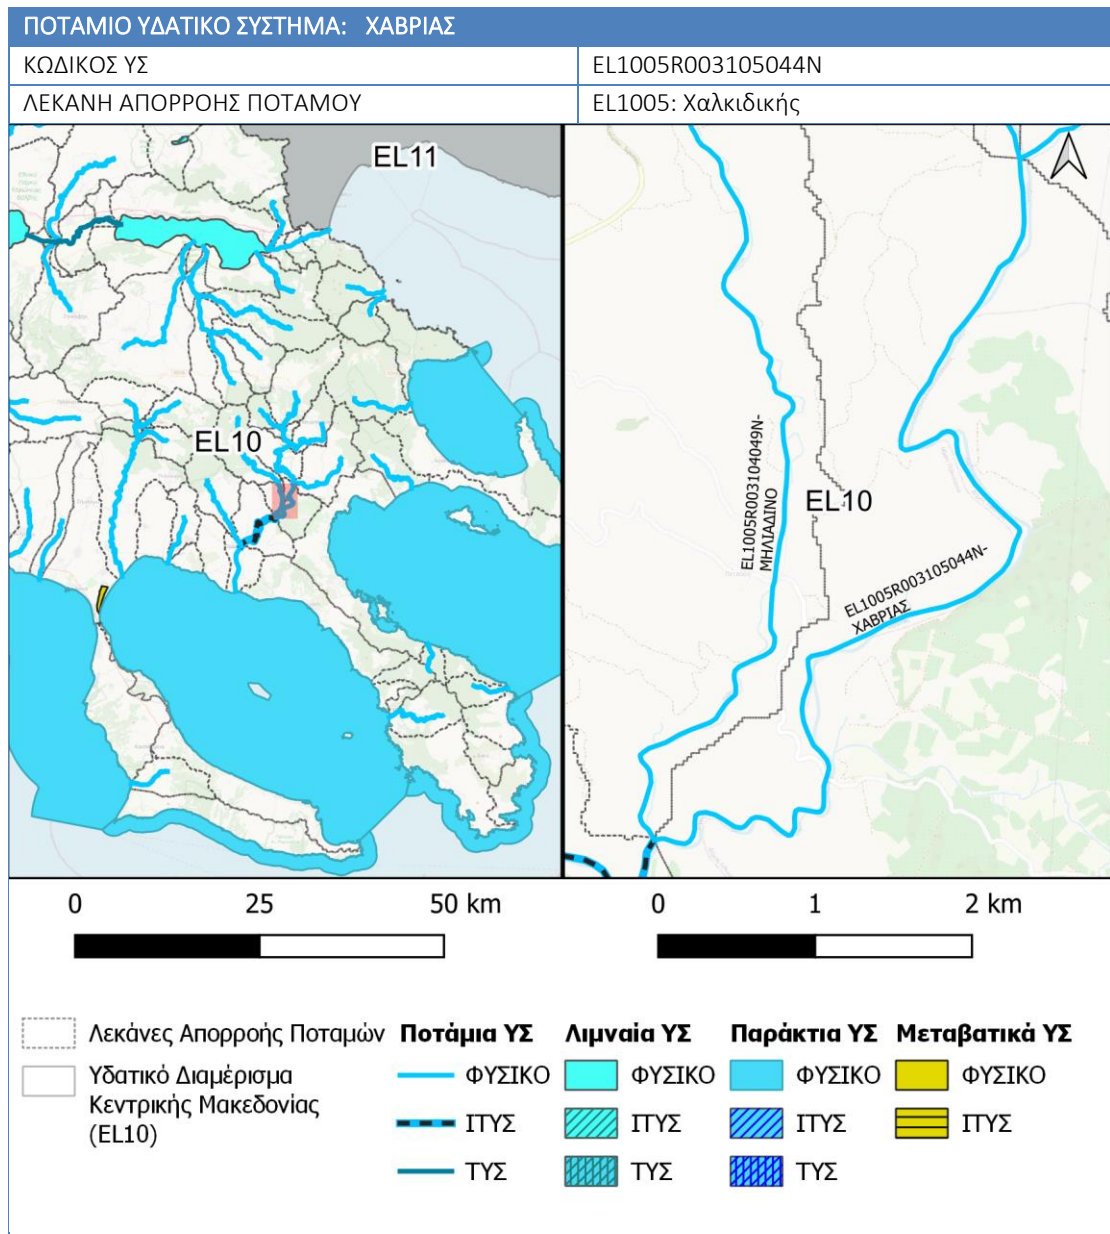 ΠΟΤΑΜΙΟ ΥΔΑΤΙΚΟ ΣΥΣΤΗΜΑ: ΧΑΒΡΙΑΣ
ΚΩΔΙΚΟΣ ΥΣ EL1005R003105044N
ΛΕΚΑΝΗ ΑΠΟΡΡΟΗΣ ΠΟΤΑΜΟΥ EL1005: Χαλκιδικής
EL11
EL10
EL10
EL1005R003104049N-
ΜΗΛΙΑΔΙΝΟ
EL1005R003105044N-
ΧΑΒΡΙΑΣ
0 25 50 km
0 1 2 km
Λεκάνες Απορροής Ποταμών
Υδατικό Διαμέρισμα
Κεντρικής Μακεδονίας
(EL10)
Ποτάμια ΥΣ
ΦΥΣΙΚΟ
ΙΤΥΣ
ΤΥΣ
Λιμναία ΥΣ
ΦΥΣΙΚΟ
ΙΤΥΣ
ΤΥΣ
Παράκτια ΥΣ
ΦΥΣΙΚΟ
ΙΤΥΣ
ΤΥΣ
Μεταβατικά ΥΣ
ΦΥΣΙΚΟ
ΙΤΥΣ